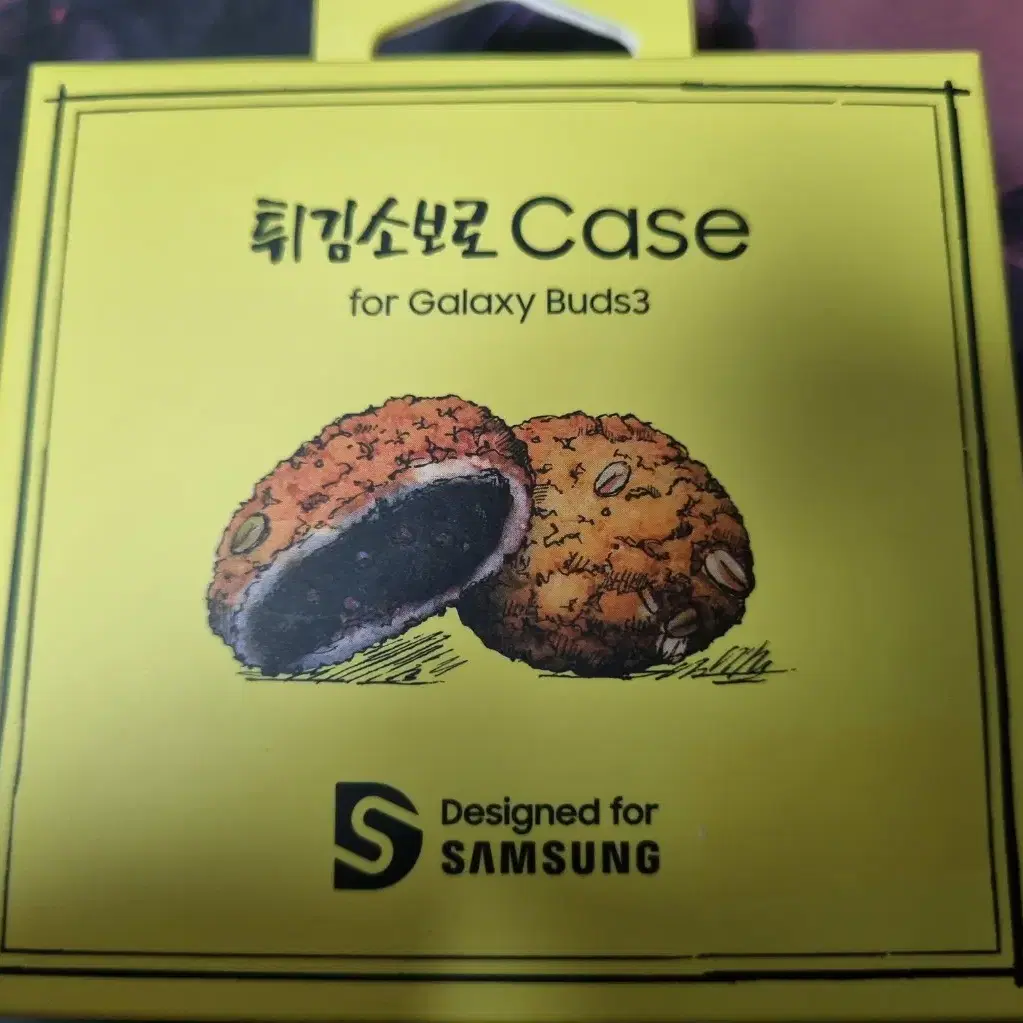 튀김소보로 Case
for Galaxy Buds3
Designed for
SAMSUNG